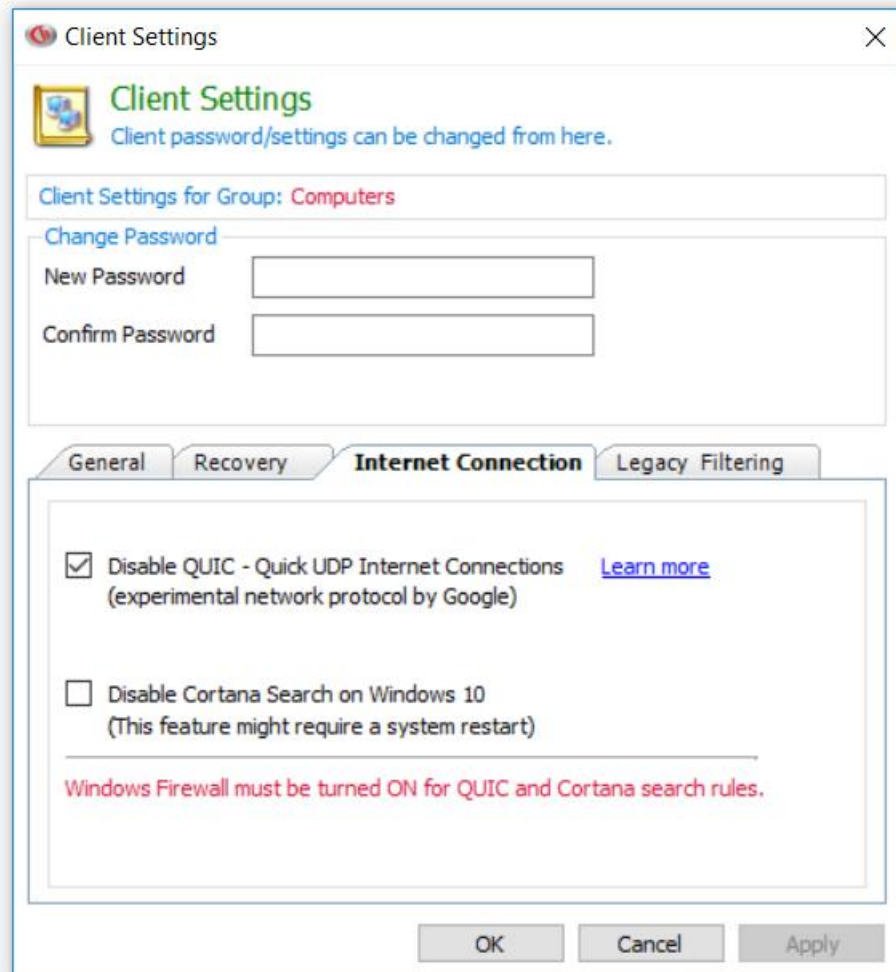 Client Settings
Client Settings
Client password/settings can be changed from here.
Client Settings for Group: Computers
Change Password
New Password
Confirm Password
General Recovery Internet Connection Legacy Filtering
Disable QUIC - Quick UDP Internet Connections Learn more
(experimental network protocol by Google)
Disable Cortana Search on Windows 10
(This feature might require a system restart)
Windows Firewall must be turned ON for QUIC and Cortana search rules.
OK Cancel Apply